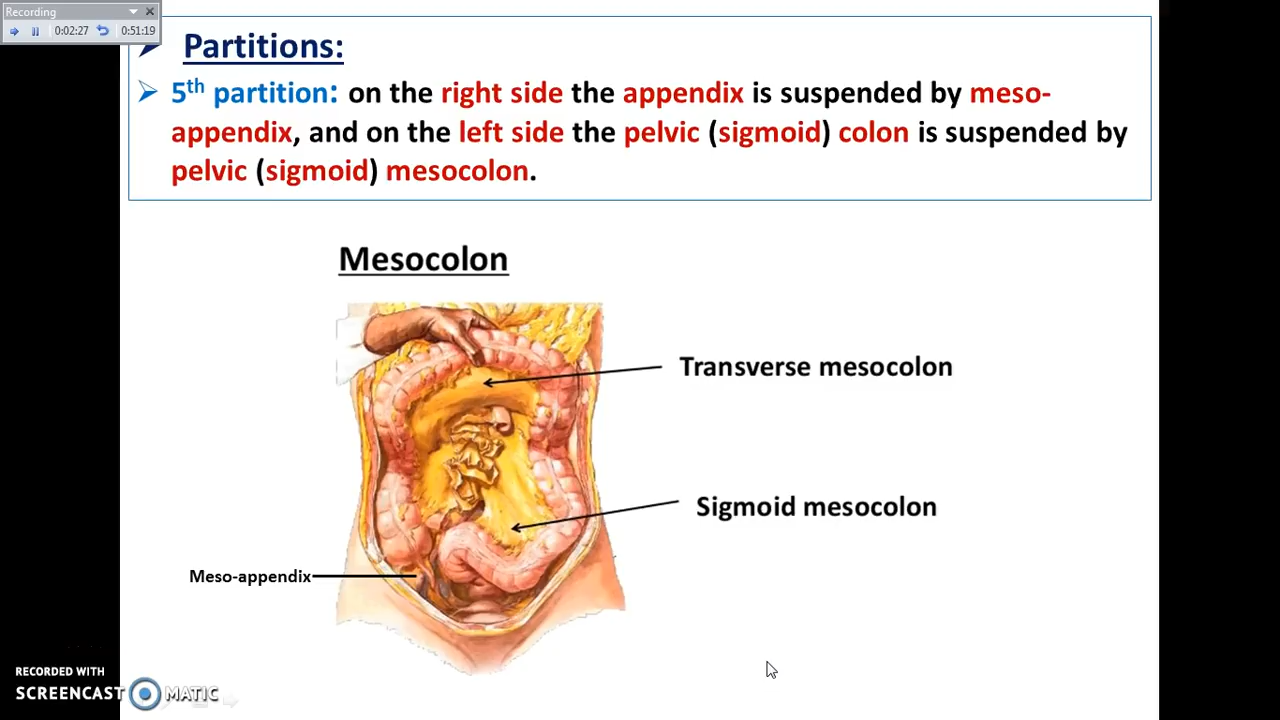 Recording
0:02:27
0:51:19
Partitions:
5th partition: on the right side the appendix is suspended by meso-
appendix, and on the left side the pelvic (sigmoid) colon is suspended by
pelvic (sigmoid) mesocolon.
Mesocolon
Transverse mesocolon
Sigmoid mesocolon
Meso-appendix
RECORDED WITH
SCREENCAST MATIC